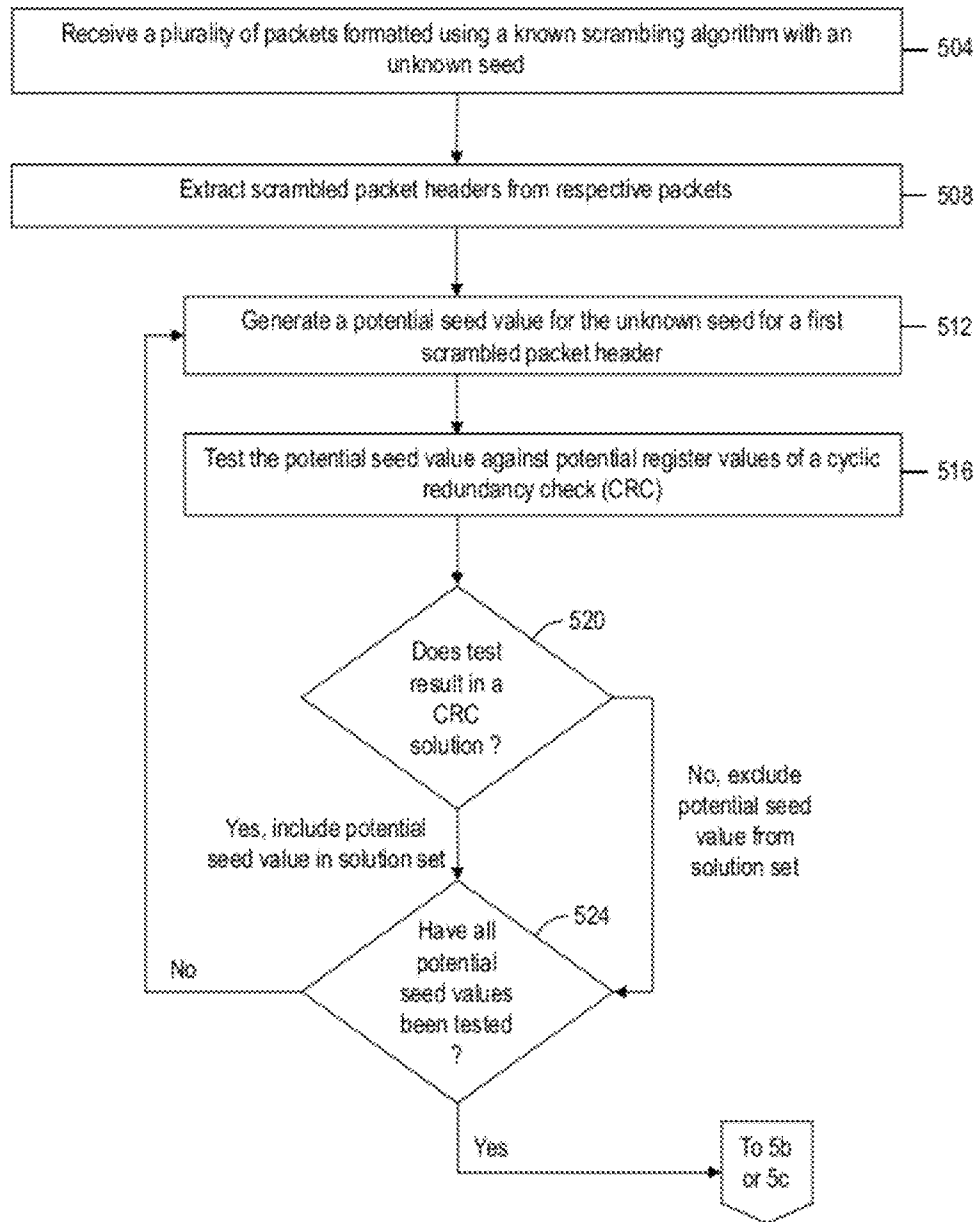 Receive a plurality of packets formatted using a known scrambling algorithm with an
unknown seed
504
Extract scrambled packet headers from respective packets
508
Generate a potential seed value for the unknown seed for a first
scrambled packet header
512
Test the potential seed value against potential register values of a cyclic
redundancy check (CRC)
516
520
Does test
result in a
CRC
solution ?
No, exclude
potential seed
value from
solution set
Yes, include potential
seed value in solution set
524
Have all
potential
seed values
been tested
?
No
Yes
To 5b
or 5c